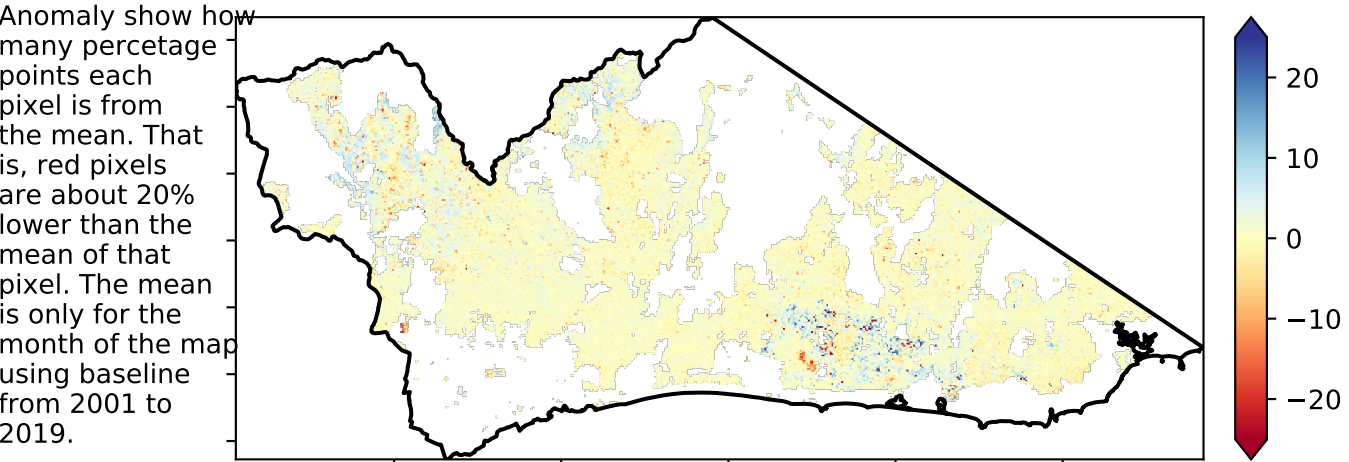 Anomaly show how
many percetage
points each
pixel is from
the mean. That
is, red pixels
are about 20%
lower than the
mean of that
pixel. The mean
is only for the
month of the map
using baseline
from 2001 to
2019.
20
10
0
−10
−20